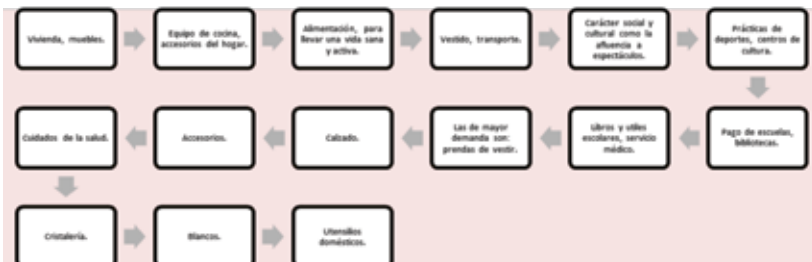 Vivienda, muebles.
Equipo de cocina,
accesorios del hogar.
Alimentación, para
llevar una vida sana
y activa.
Vestido, transporte.
Carácter social y
cultural como la
afluencia a
espectáculos.
Prácticas de
deportes, centros de
cultura.
Pago de escuelas,
bibliotecas.
Libros y utiles
escolares, servicio
médico.
Las de mayor
demanda son:
prendas de vestir.
Calzado.
Accesorios.
Cuidados de la salud.
Cristalería.
Blancos.
Utensilios
domésticos.